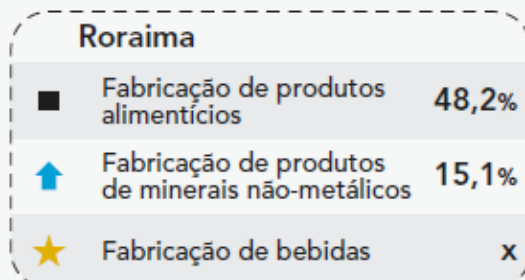 Roraima
Fabricação de produtos
alimentícios
48,2%
Fabricação de produtos
de minerais não-metálicos
15,1%
Fabricação de bebidas
x